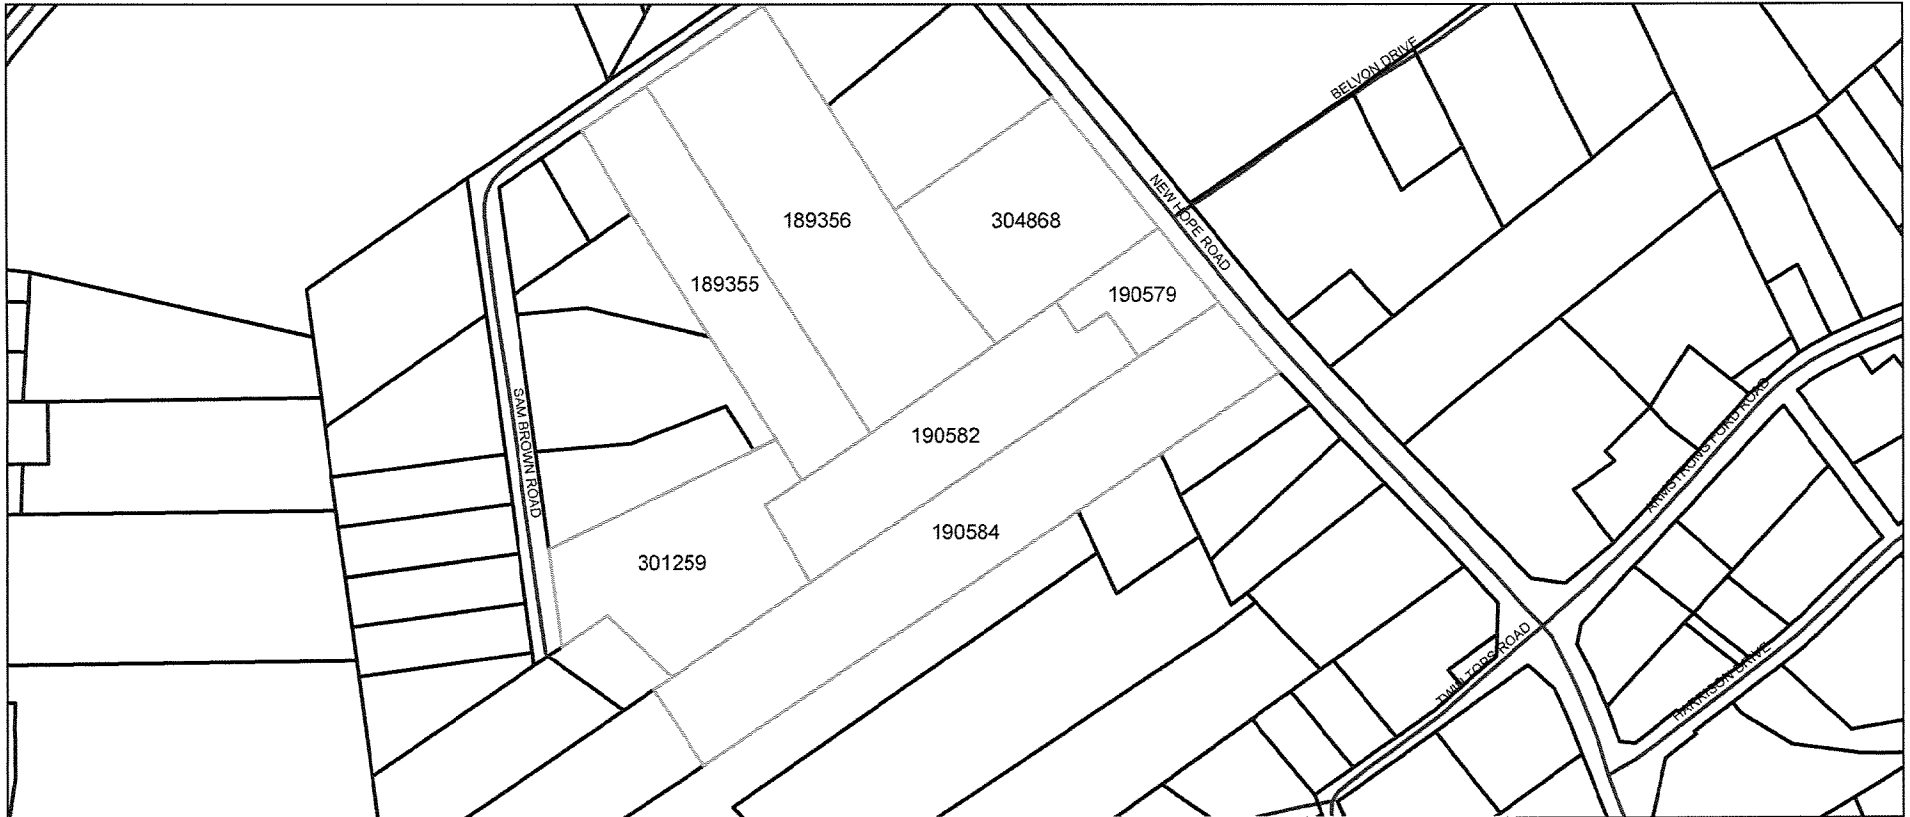 BELVON DRIVE
NEW HOPE ROAD
189356
304868
189355
190579
SAM BROWN ROAD
190582
ARMSTRONG FORD ROAD
190584
301259
TWIN TOPS ROAD
HARRISON DRIVE